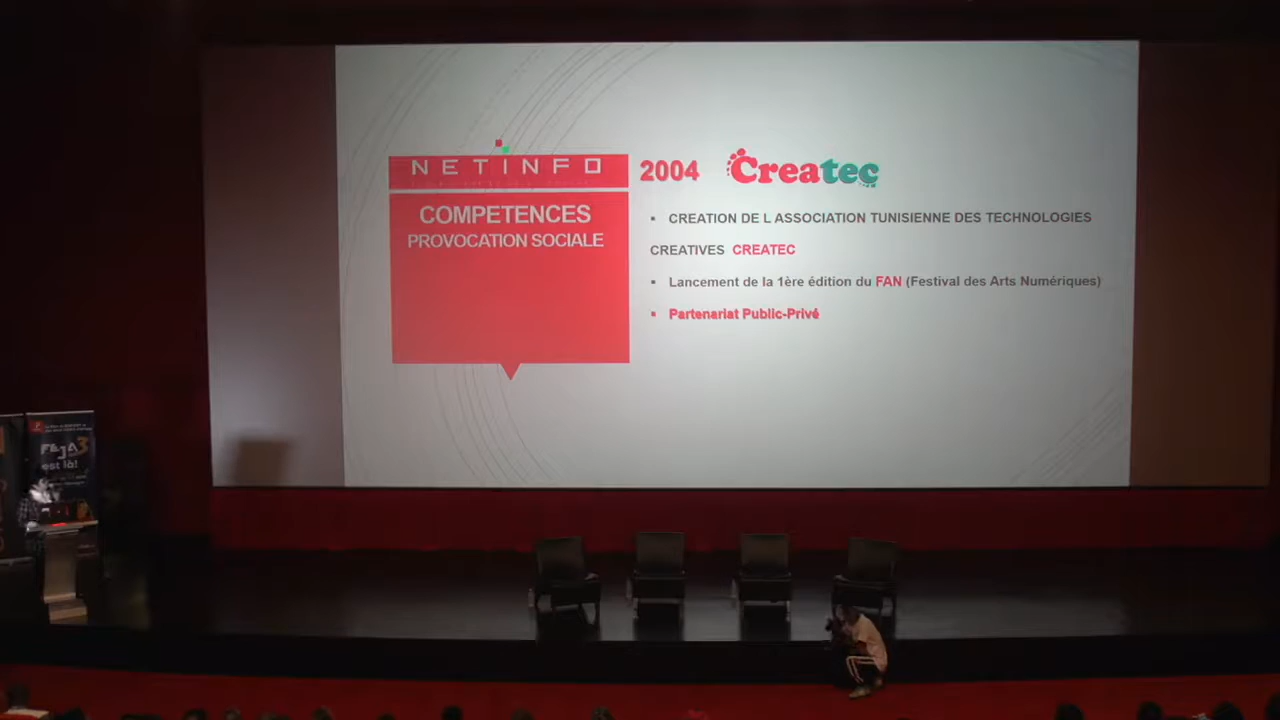 NETINFO
COMPETENCES
PROVOCATION SOCIALE
2004 Createc
▪ CREATION DE L ASSOCIATION TUNISIENNE DES TECHNOLOGIES
CREATIVES CREATEC
▪ Lancement de la 1ère édition du FAN (Festival des Arts Numériques)
▪ Partenariat Public-Privé
FEJA3
est là!